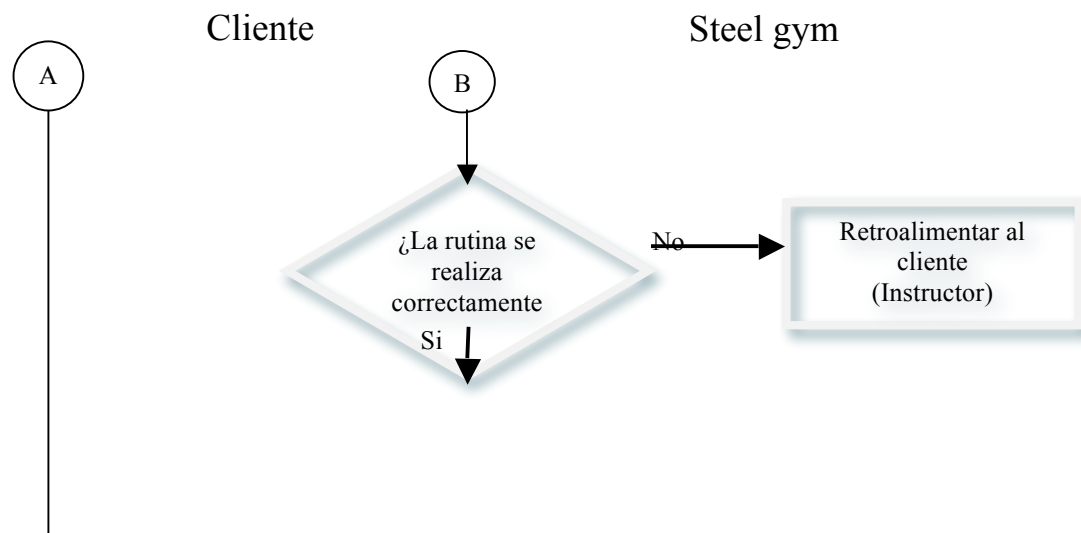 Cliente
Steel gym
A
B
¿La rutina se
realiza
correctamente
No
Si
Retroalimentar al
cliente
(Instructor)